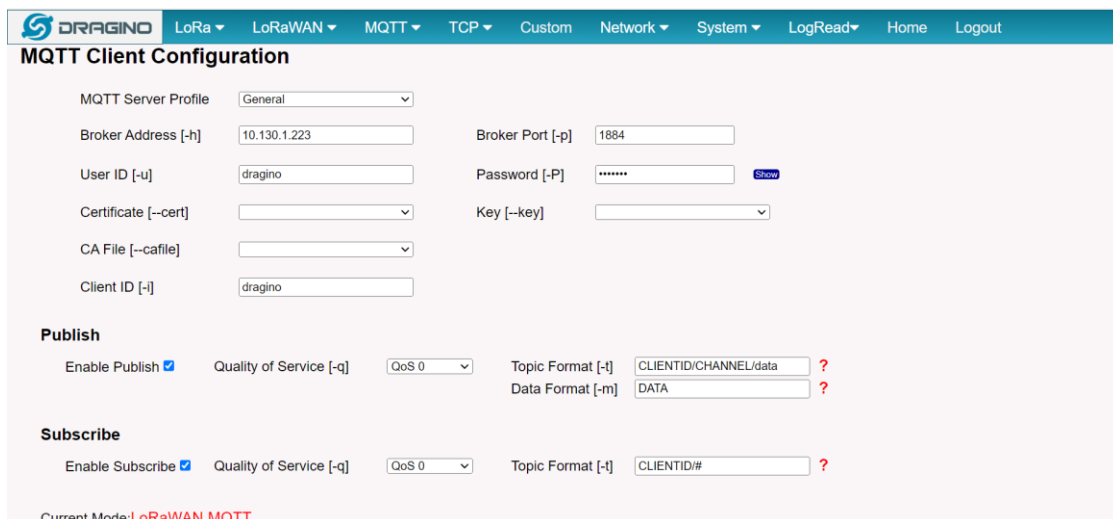 DRAGINO LoRa LoRaWAN MQTT TCP Custom Network System LogRead Home Logout
MQTT Client Configuration
MQTT Server Profile General
Broker Address [-h] 10.130.1.223 Broker Port [-p] 1884
User ID [-u] dragino Password [-P] ••••••• Show
Certificate [--cert] Key [--key]
CA File [--cafile]
Client ID [-i] dragino
Publish
Enable Publish Quality of Service [-q] QoS 0 Topic Format [-t] CLIENTID/CHANNEL/data ?
Data Format [-m] DATA ?
Subscribe
Enable Subscribe Quality of Service [-q] QoS 0 Topic Format [-t] CLIENTID/# ?
Current Mode:LoRaWAN MQTT